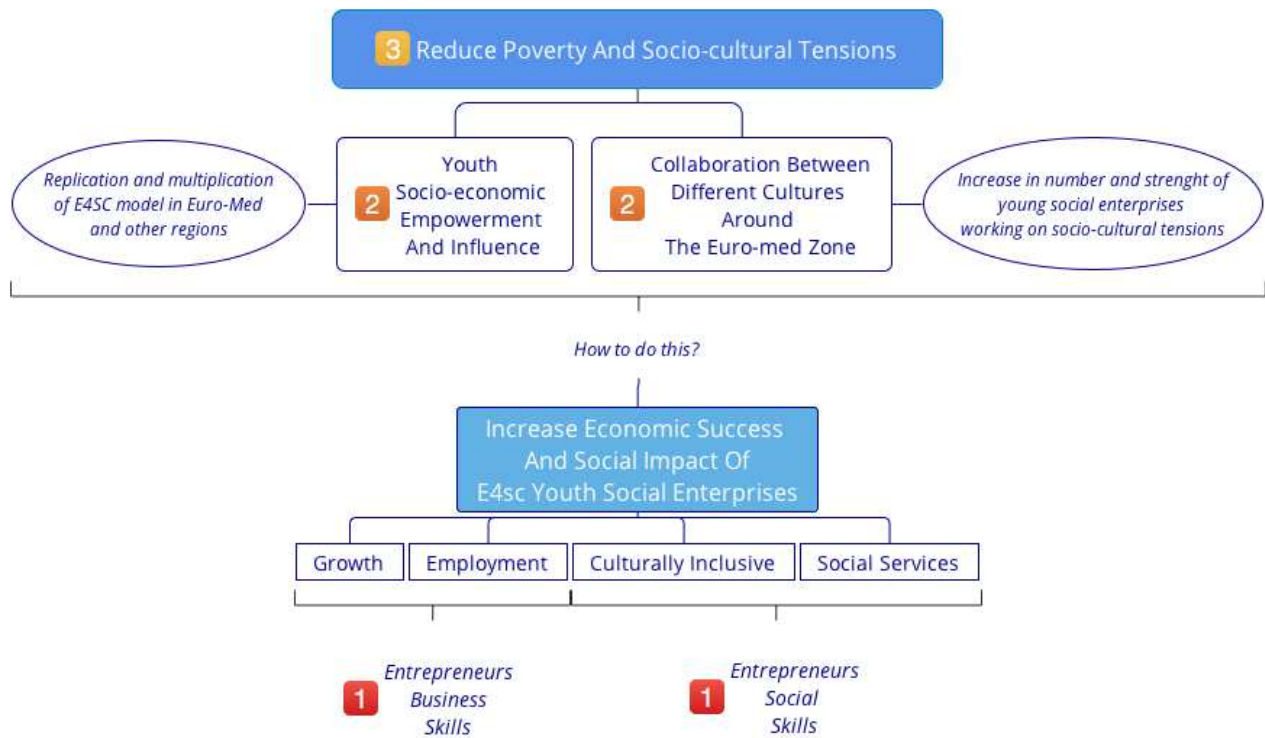 3 Reduce Poverty And Socio-cultural Tensions
Replication and multiplication
of E4SC model in Euro-Med
and other regions
2
Youth
Socio-economic
Empowerment
And Influence
2
Collaboration Between
Different Cultures
Around
The Euro-med Zone
Increase in number and strenght of
young social enterprises
working on socio-cultural tensions
How to do this?
Increase Economic Success
And Social Impact Of
E4sc Youth Social Enterprises
Growth
Employment
Culturally Inclusive
Social Services
1
Entrepreneurs
Business
Skills
1
Entrepreneurs
Social
Skills